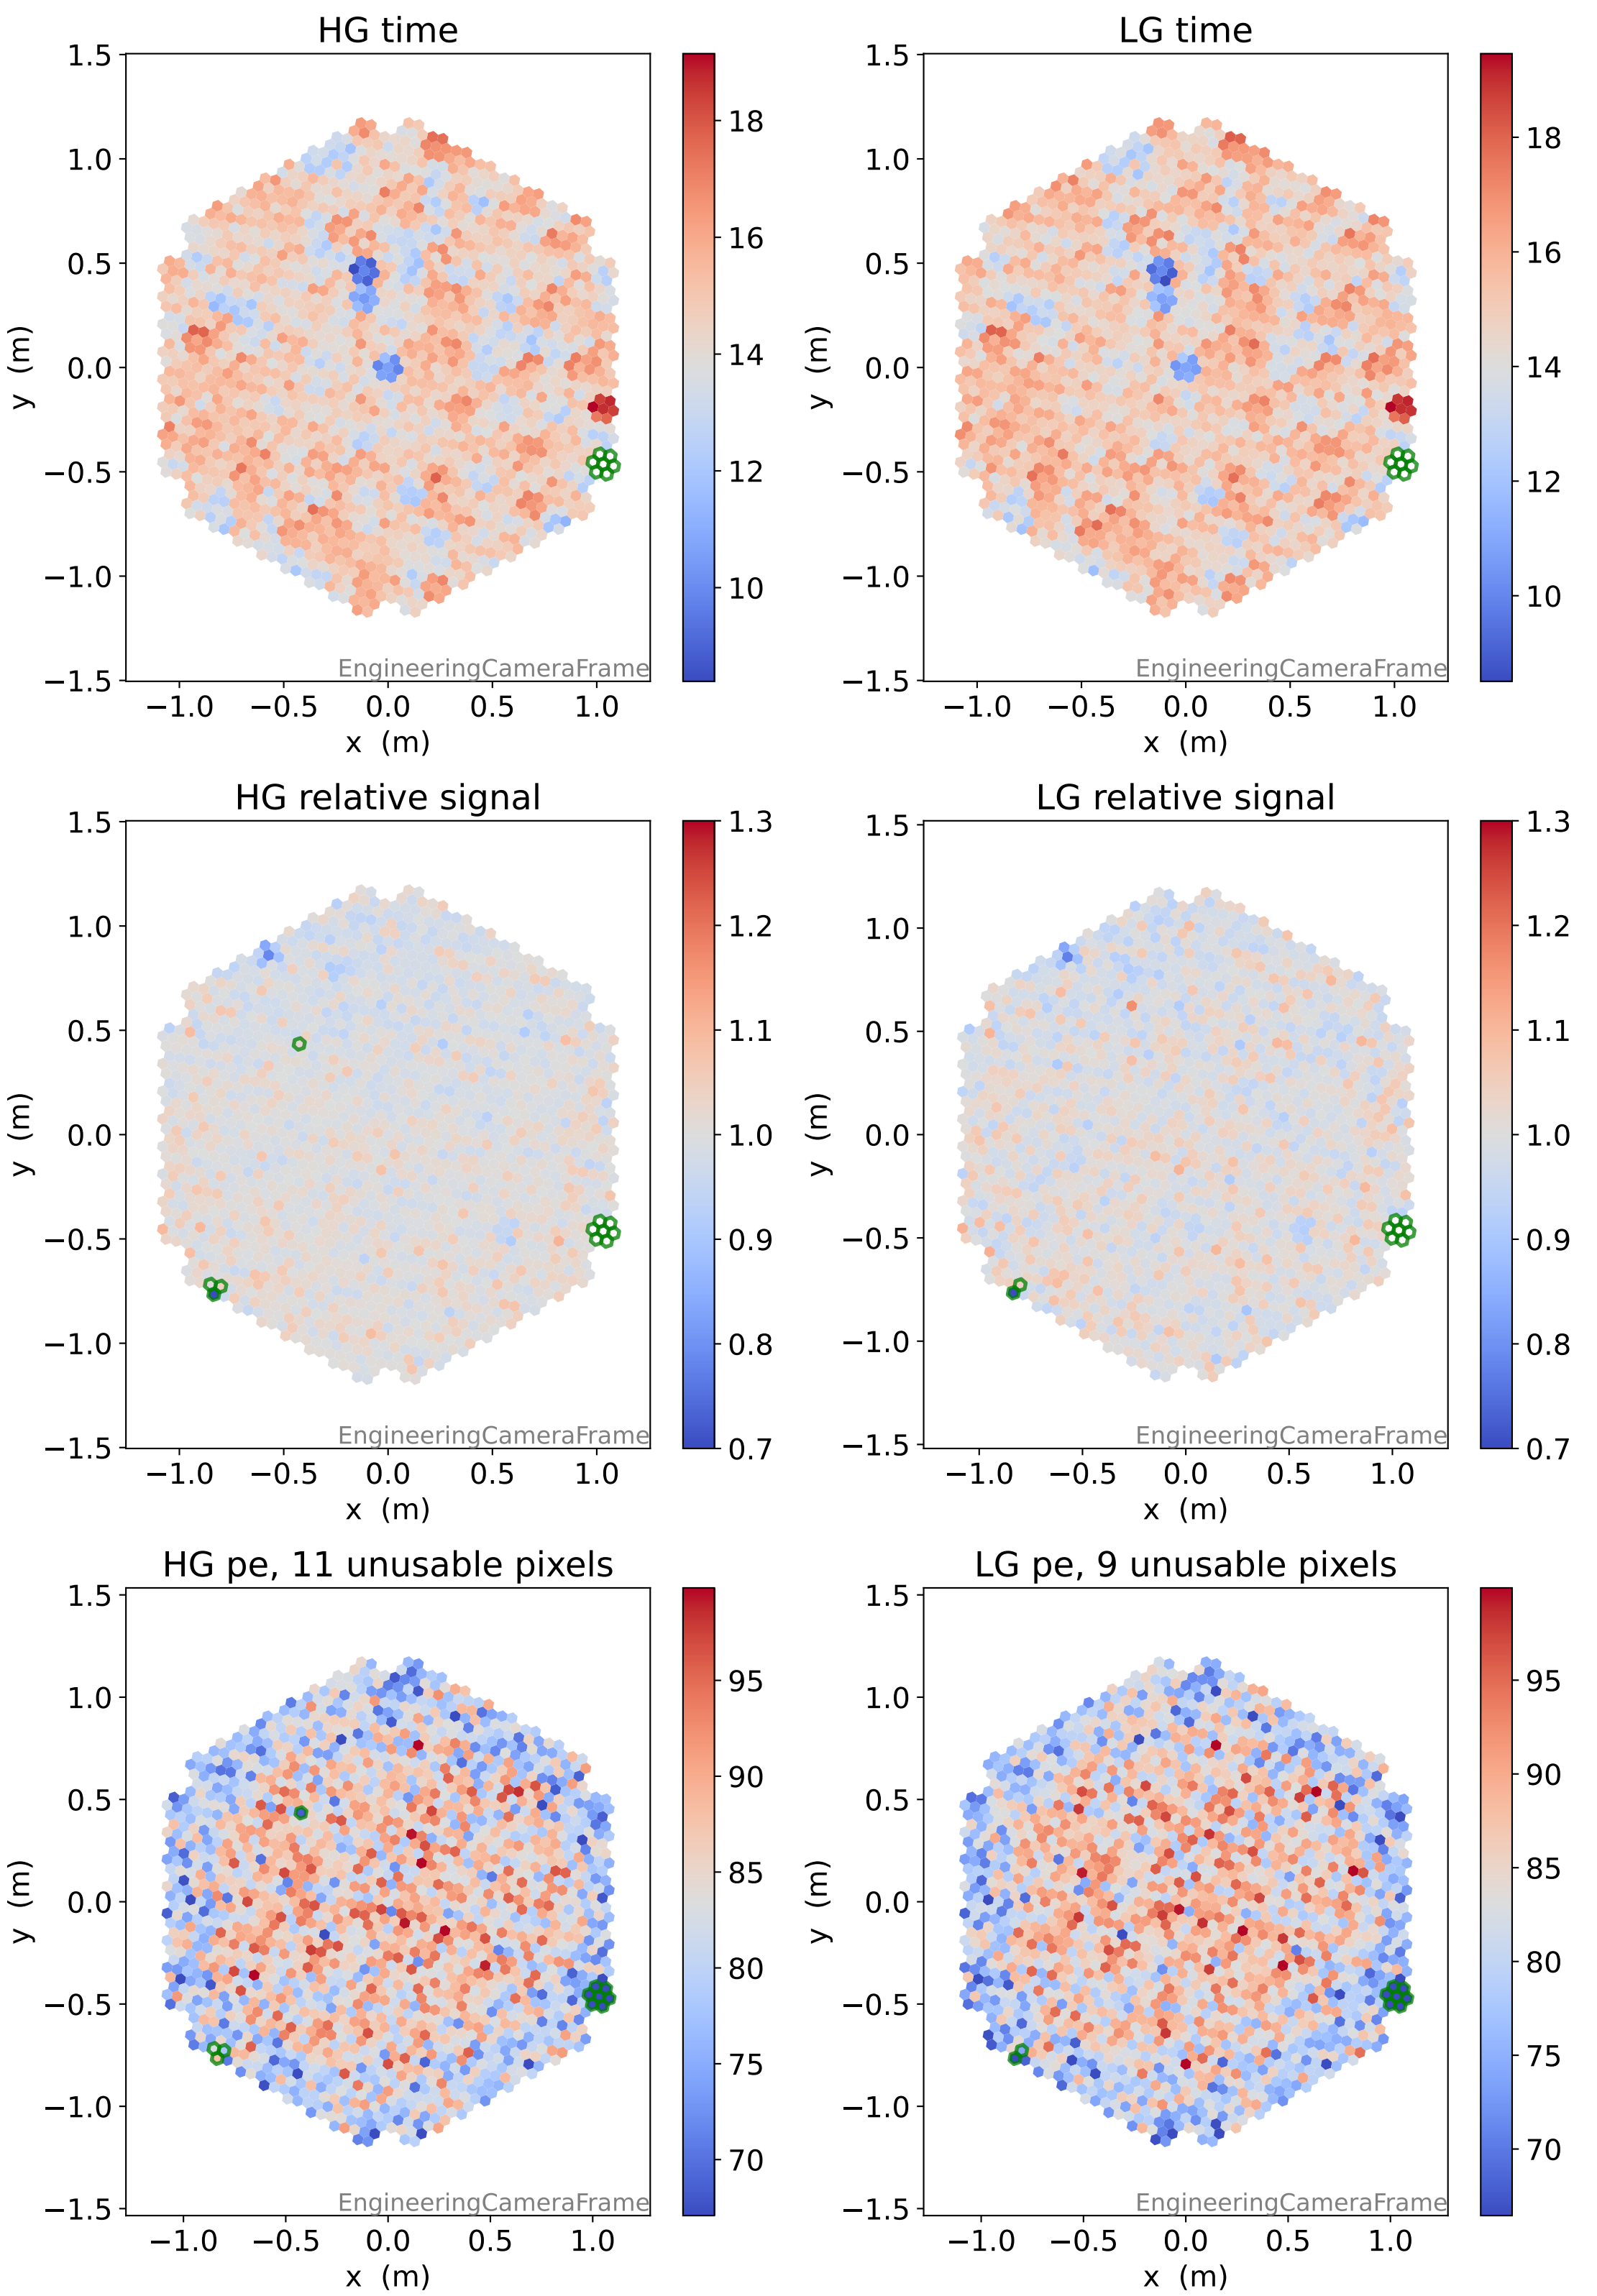 HG time
1.5
1.0
0.5
0.0
−0.5
−1.0
−1.5
y (m)
−1.0 −0.5 0.0 0.5 1.0
x (m)
EngineeringCameraFrame
18
16
14
12
10
LG time
1.5
1.0
0.5
0.0
−0.5
−1.0
−1.5
y (m)
−1.0 −0.5 0.0 0.5 1.0
x (m)
EngineeringCameraFrame
18
16
14
12
10
HG relative signal
1.5
1.0
0.5
0.0
−0.5
−1.0
−1.5
y (m)
−1.0 −0.5 0.0 0.5 1.0
x (m)
EngineeringCameraFrame
1.3
1.2
1.1
1.0
0.9
0.8
0.7
LG relative signal
1.5
1.0
0.5
0.0
−0.5
−1.0
−1.5
y (m)
−1.0 −0.5 0.0 0.5 1.0
x (m)
EngineeringCameraFrame
1.3
1.2
1.1
1.0
0.9
0.8
0.7
HG pe, 11 unusable pixels
1.5
1.0
0.5
0.0
−0.5
−1.0
−1.5
y (m)
−1.0 −0.5 0.0 0.5 1.0
x (m)
EngineeringCameraFrame
95
90
85
80
75
70
LG pe, 9 unusable pixels
1.5
1.0
0.5
0.0
−0.5
−1.0
−1.5
y (m)
−1.0 −0.5 0.0 0.5 1.0
x (m)
EngineeringCameraFrame
95
90
85
80
75
70